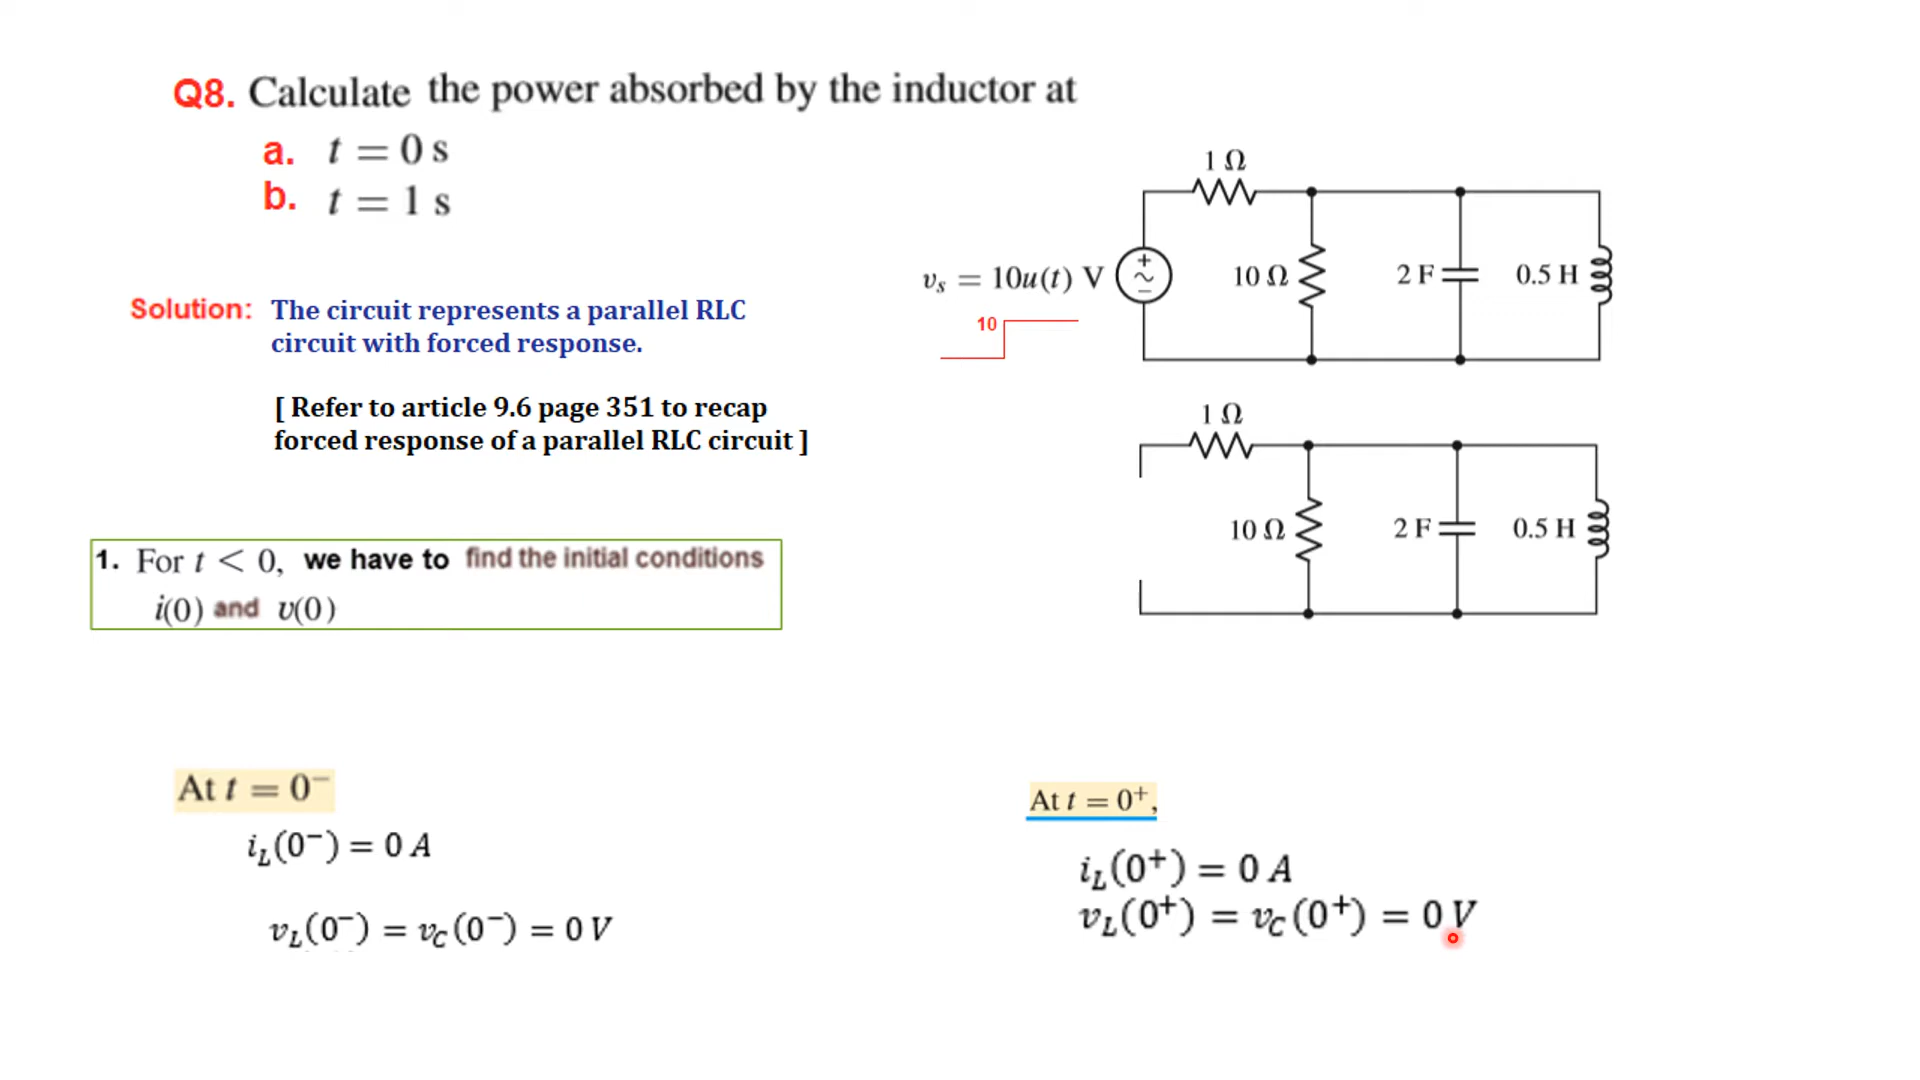 Q8. Calculate the power absorbed by the inductor at
a. t = 0 s
b. t = 1 s
Solution: The circuit represents a parallel RLC
circuit with forced response.
[ Refer to article 9.6 page 351 to recap
forced response of a parallel RLC circuit ]
1. For t < 0, we have to find the initial conditions
i(0) and v(0)
1 Ω
vₛ = 10u(t) V
+
−
10 Ω
2 F
0.5 H
10
1 Ω
10 Ω
2 F
0.5 H
At t = 0⁻
i_L(0⁻) = 0 A
v_L(0⁻) = v_C(0⁻) = 0 V
At t = 0⁺,
i_L(0⁺) = 0 A
v_L(0⁺) = v_C(0⁺) = 0 V